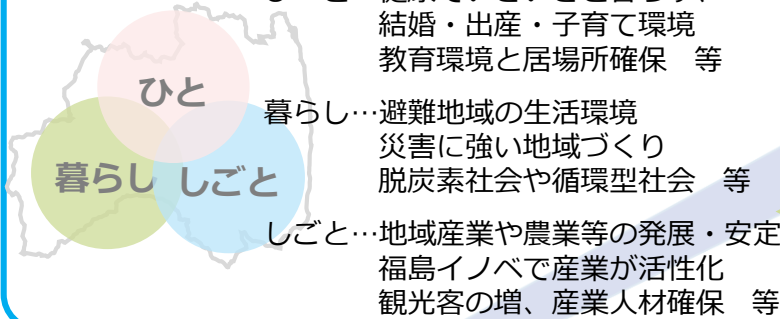 結婚・出産・子育て環境
教育環境と居場所確保　等
ひと
暮らし…避難地域の生活環境
災害に強い地域づくり
脱炭素社会や循環型社会　等
暮らし しごと
しごと…地域産業や農業等の発展・安定
福島イノベで産業が活性化
観光客の増、産業人材確保　等